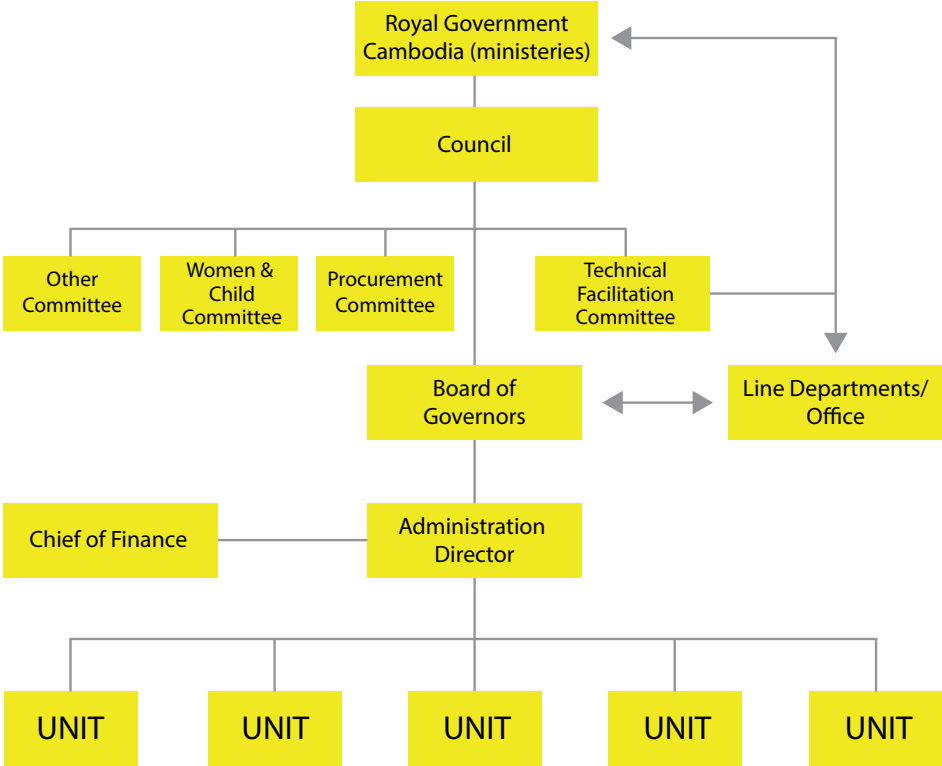 Royal Government
Cambodia (ministeries)
Council
Other
Committee
Women &
Child
Committee
Procurement
Committee
Technical
Facilitation
Committee
Board of
Governors
Line Departments/
Office
Chief of Finance
Administration
Director
UNIT
UNIT
UNIT
UNIT
UNIT